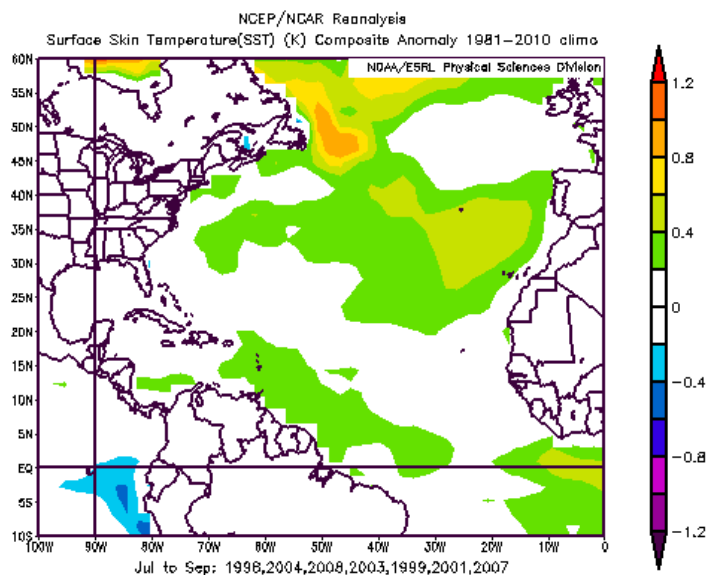 NCEP/NCAR Reanalysis
Surface Skin Temperature(SST) (K) Composite Anomaly 1981-2010 climo
NOAA/ESRL Physical Sciences Division
60N
55N
50N
45N
40N
35N
30N
25N
20N
15N
10N
5N
EQ
5S
10S
100W 90W 80W 70W 60W 50W 40W 30W 20W 10W 0
1.2
0.8
0.4
0
-0.4
-0.8
-1.2
Jul to Sep: 1996,2004,2008,2003,1999,2001,2007